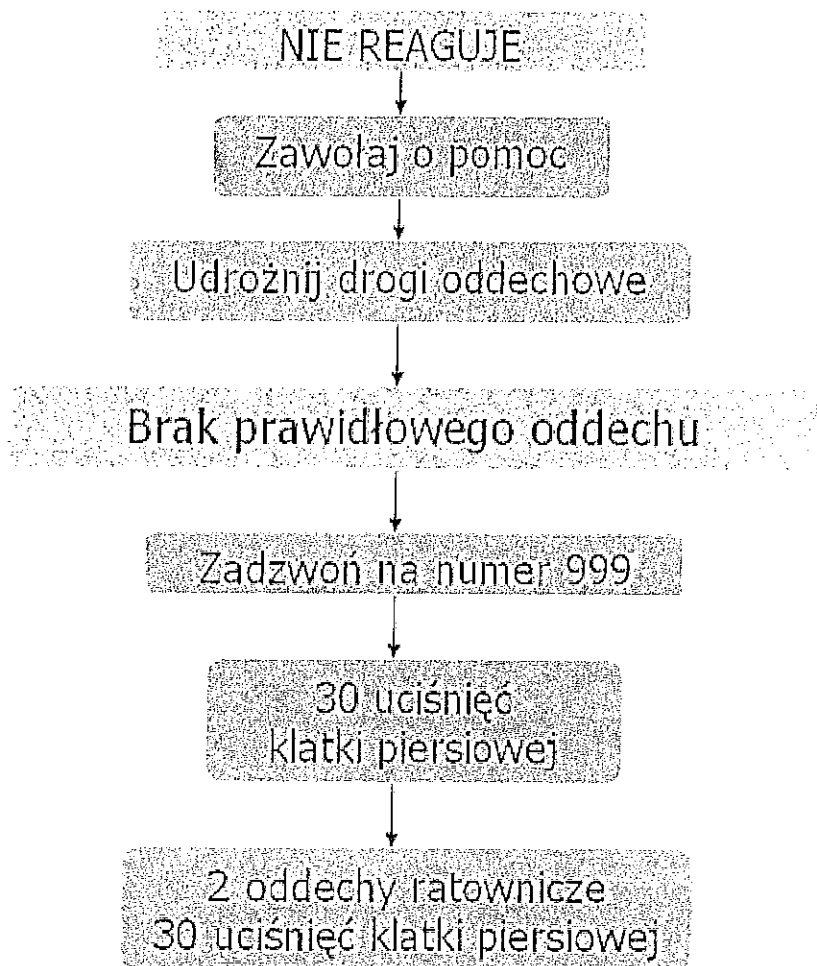 NIE REAGUJE
Zawołaj o pomoc
Udrożnij drogi oddechowe
Brak prawidłowego oddechu
Zadzwoń na numer 999
30 uciśnięć
klatki piersiowej
2 oddechy ratownicze
30 uciśnięć klatki piersiowej